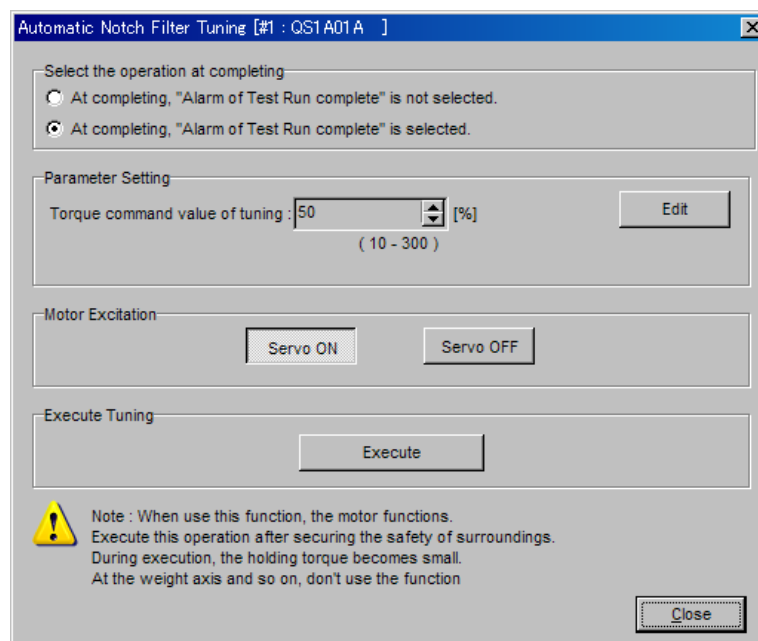 Automatic Notch Filter Tuning [#1 : QS1A01A ]
Select the operation at completing
At completing, "Alarm of Test Run complete" is not selected.
At completing, "Alarm of Test Run complete" is selected.
Parameter Setting
Torque command value of tuning : 50 [%] Edit
( 10 - 300 )
Motor Excitation
Servo ON Servo OFF
Execute Tuning
Execute
Note : When use this function, the motor functions.
Execute this operation after securing the safety of surroundings.
During execution, the holding torque becomes small.
At the weight axis and so on, don't use the function
Close